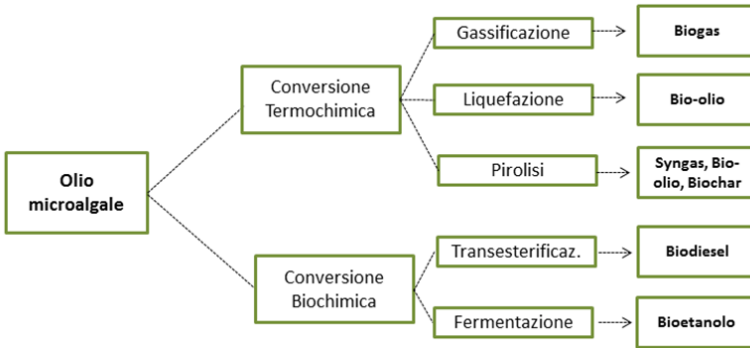 Olio
microalgale
Conversione
Termochimica
Gassificazione
Biogas
Liquefazione
Bio-olio
Pirolisi
Syngas, Bio-
olio, Biochar
Conversione
Biochimica
Transesterificaz.
Biodiesel
Fermentazione
Bioetanolo